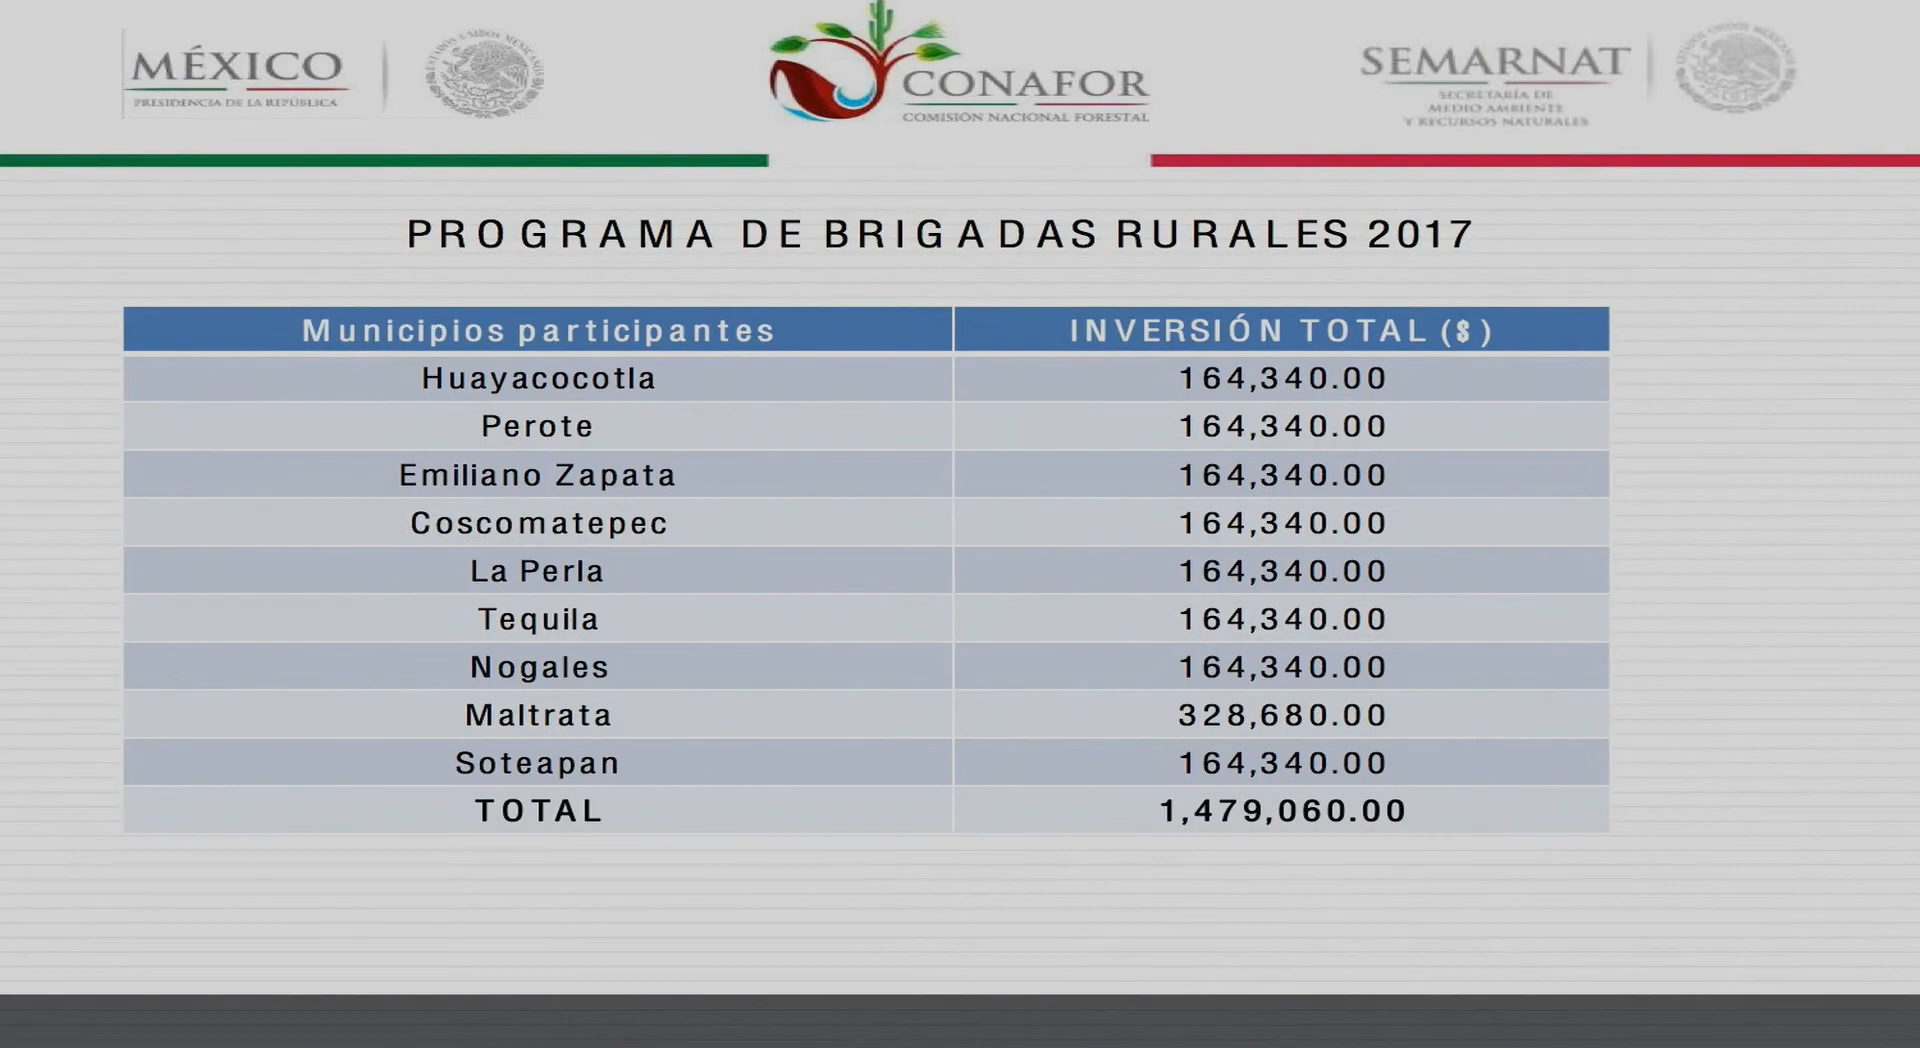 MÉXICO
PRESIDENCIA DE LA REPÚBLICA
CONAFOR
COMISIÓN NACIONAL FORESTAL
SEMARNAT
SECRETARÍA DE
MEDIO AMBIENTE
Y RECURSOS NATURALES
PROGRAMA DE BRIGADAS RURALES 2017
Municipios participantes INVERSIÓN TOTAL ($)
Huayacocotla 164,340.00
Perote 164,340.00
Emiliano Zapata 164,340.00
Coscomatepec 164,340.00
La Perla 164,340.00
Tequila 164,340.00
Nogales 164,340.00
Maltrata 328,680.00
Soteapan 164,340.00
TOTAL 1,479,060.00